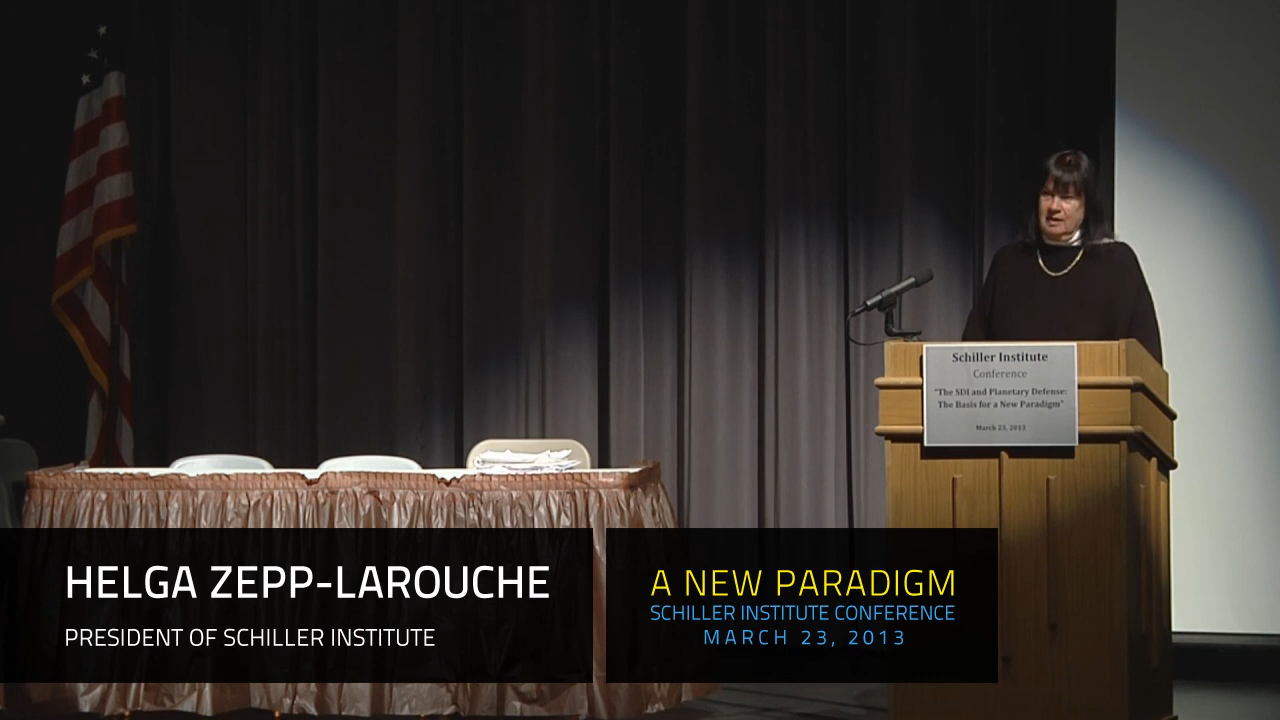 Schiller Institute
Conference
"The SDI and Planetary Defense:
The Basis for a New Paradigm"
March 23, 2013
HELGA ZEPP-LAROUCHE
PRESIDENT OF SCHILLER INSTITUTE
A NEW PARADIGM
SCHILLER INSTITUTE CONFERENCE
MARCH 23, 2013